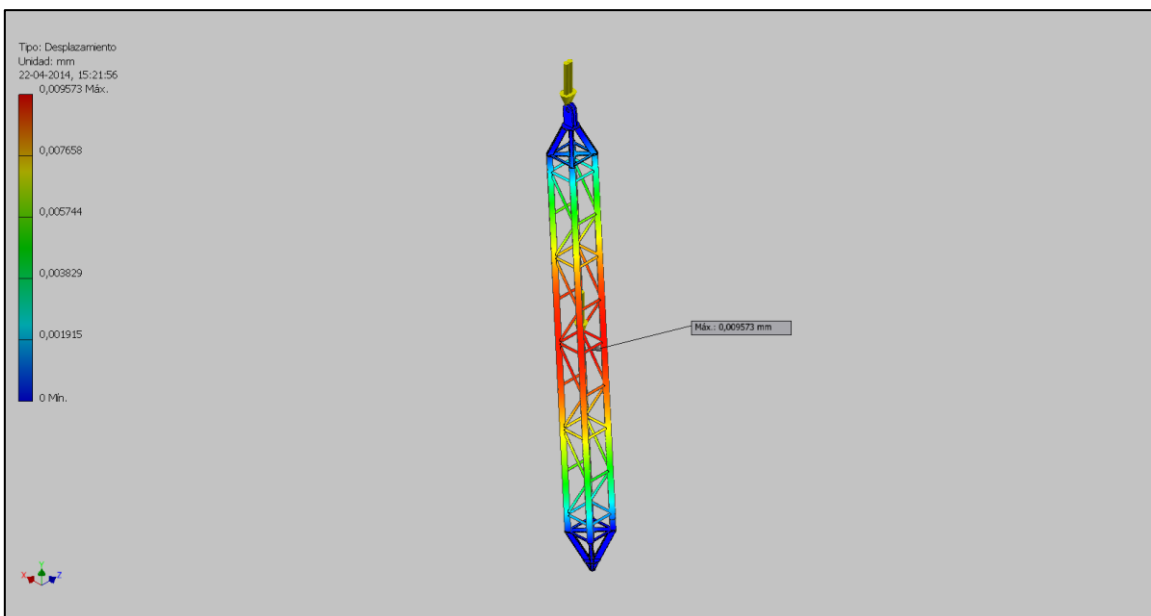 Tipo: Desplazamiento
Unidad: mm
22-04-2014, 15:21:56
0,009573 Máx.
0,007658
0,005744
0,003829
0,001915
0 Mín.
Máx.: 0,009573 mm
X
Y
Z